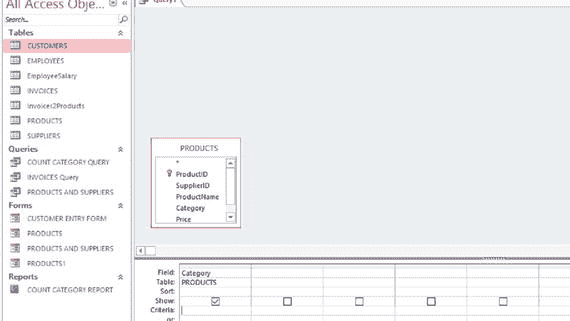 All Access Obje...
Query1
Search...
Tables
CUSTOMERS
EMPLOYEES
EmployeeSalary
INVOICES
Invoices2Products
PRODUCTS
SUPPLIERS
Queries
COUNT CATEGORY QUERY
INVOICES Query
PRODUCTS AND SUPPLIERS
Forms
CUSTOMER ENTRY FORM
PRODUCTS
PRODUCTS AND SUPPLIERS
PRODUCTS1
Reports
COUNT CATEGORY REPORT
PRODUCTS
*
ProductID
SupplierID
ProductName
Category
Price
Field: Category
Table: PRODUCTS
Sort:
Show:
Criteria:
or: